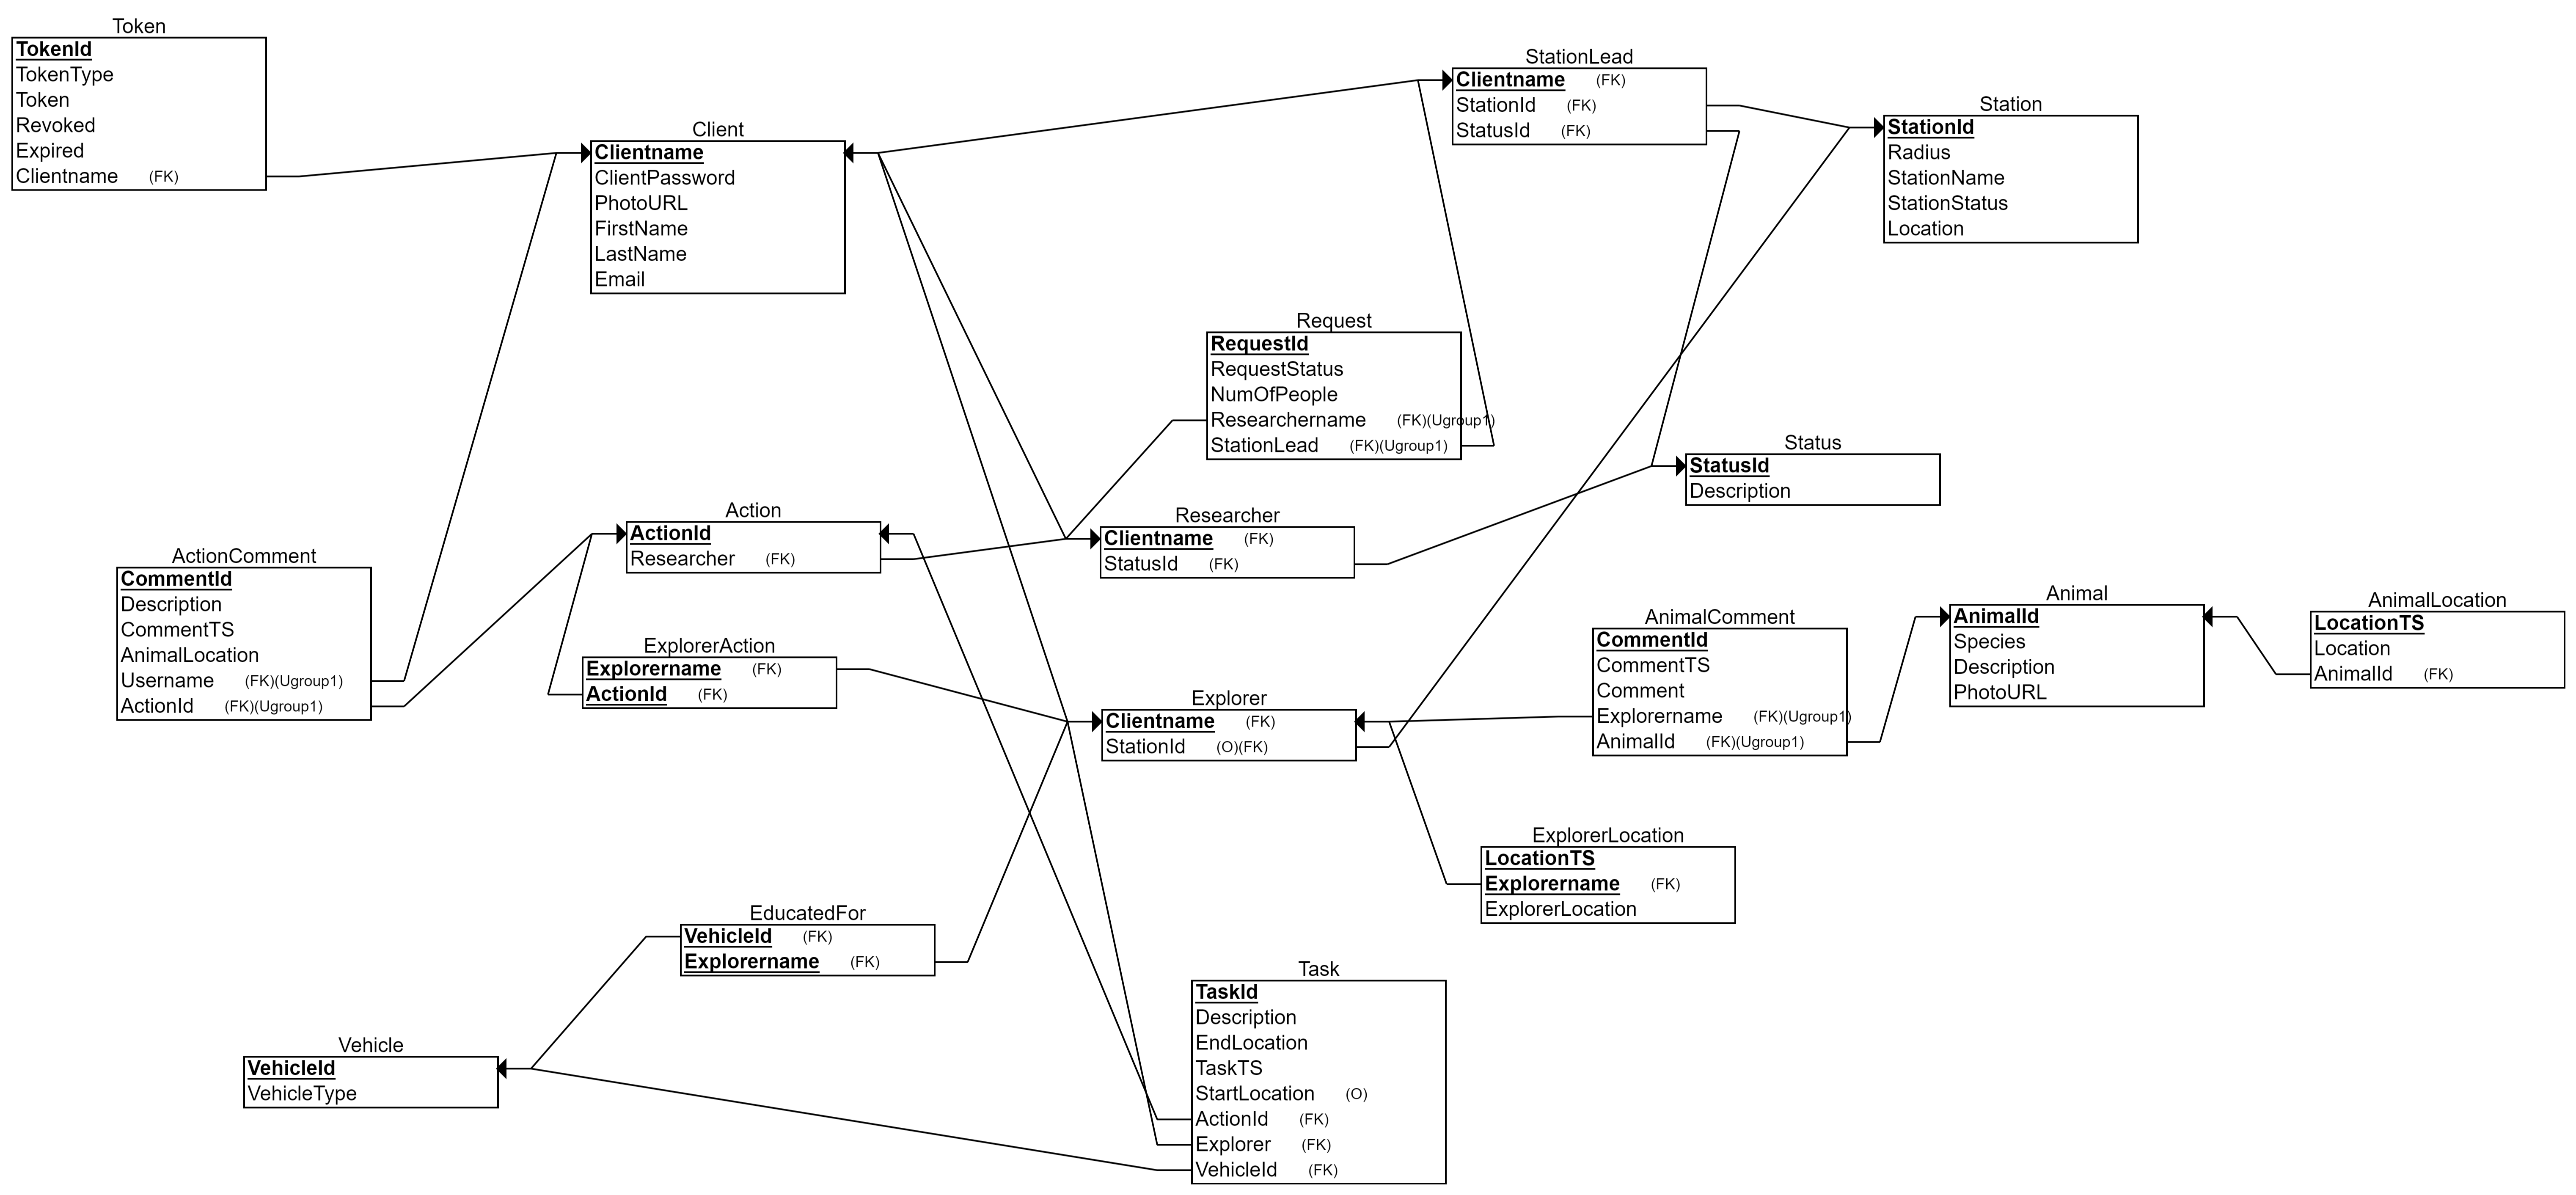 Token
TokenId
TokenType
Token
Revoked
Expired
Clientname (FK)
Client
Clientname
ClientPassword
PhotoURL
FirstName
LastName
Email
StationLead
Clientname (FK)
StationId (FK)
StatusId (FK)
Station
StationId
Radius
StationName
StationStatus
Location
Request
RequestId
RequestStatus
NumOfPeople
Researchername (FK)(Ugroup1)
StationLead (FK)(Ugroup1)
Status
StatusId
Description
Action
ActionId
Researcher (FK)
Researcher
Clientname (FK)
StatusId (FK)
ActionComment
CommentId
Description
CommentTS
AnimalLocation
Username (FK)(Ugroup1)
ActionId (FK)(Ugroup1)
ExplorerAction
Explorername (FK)
ActionId (FK)
Explorer
Clientname (FK)
StationId (O)(FK)
AnimalComment
CommentId
CommentTS
Comment
Explorername (FK)(Ugroup1)
AnimalId (FK)(Ugroup1)
Animal
AnimalId
Species
Description
PhotoURL
AnimalLocation
LocationTS
Location
AnimalId (FK)
ExplorerLocation
LocationTS
Explorername (FK)
ExplorerLocation
EducatedFor
VehicleId (FK)
Explorername (FK)
Vehicle
VehicleId
VehicleType
Task
TaskId
Description
EndLocation
TaskTS
StartLocation (O)
ActionId (FK)
Explorer (FK)
VehicleId (FK)